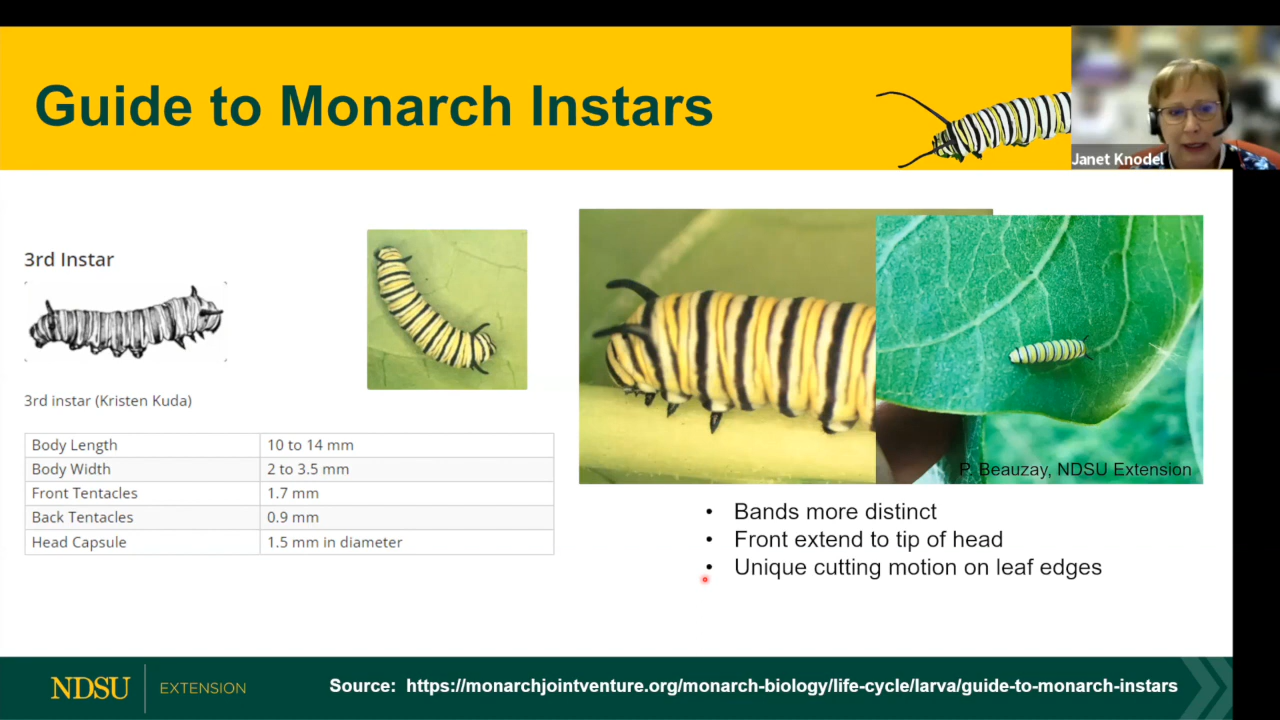 Guide to Monarch Instars
Janet Knodel
3rd Instar
3rd instar (Kristen Kuda)
Body Length 10 to 14 mm
Body Width 2 to 3.5 mm
Front Tentacles 1.7 mm
Back Tentacles 0.9 mm
Head Capsule 1.5 mm in diameter
P. Beauzay, NDSU Extension
• Bands more distinct
• Front extend to tip of head
• Unique cutting motion on leaf edges
NDSU EXTENSION
Source: https://monarchjointventure.org/monarch-biology/life-cycle/larva/guide-to-monarch-instars